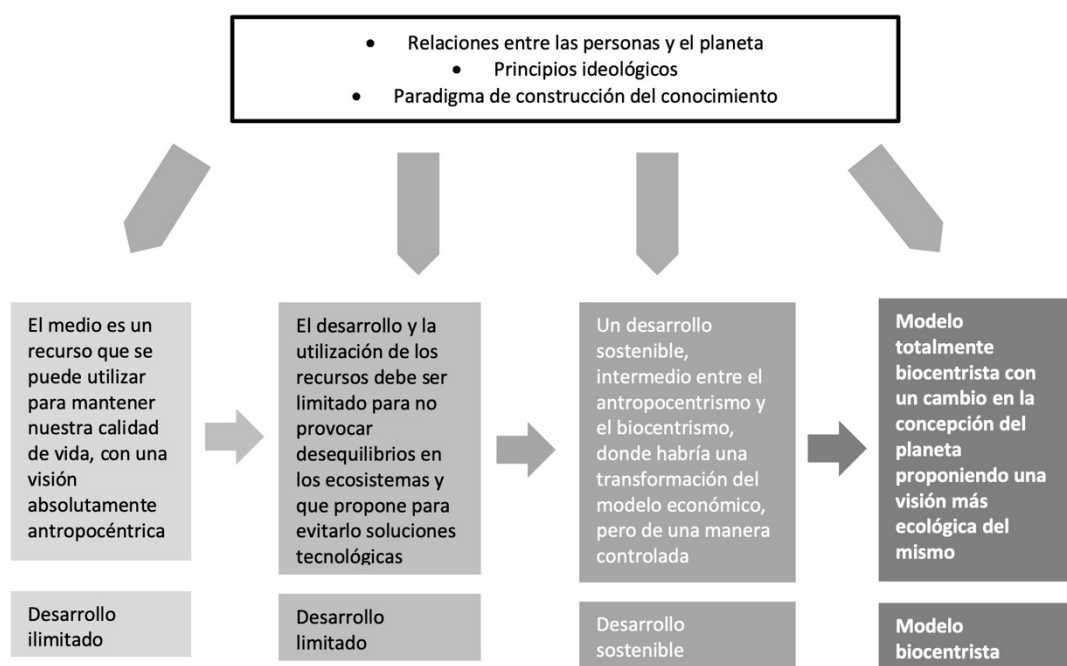 • Relaciones entre las personas y el planeta
• Principios ideológicos
• Paradigma de construcción del conocimiento
El medio es un
recurso que se
puede utilizar
para mantener
nuestra calidad
de vida, con una
visión
absolutamente
antropocéntrica
El desarrollo y la
utilización de los
recursos debe ser
limitado para no
provocar
desequilibrios en
los ecosistemas y
que propone para
evitarlo soluciones
tecnológicas
Un desarrollo
sostenible,
intermedio entre el
antropocentrismo y
el biocentrismo,
donde habría una
transformación del
modelo económico,
pero de una manera
controlada
Modelo
totalmente
biocentrista con
un cambio en la
concepción del
planeta
proponiendo una
visión más
ecológica del
mismo
Desarrollo
ilimitado
Desarrollo
limitado
Desarrollo
sostenible
Modelo
biocentrista